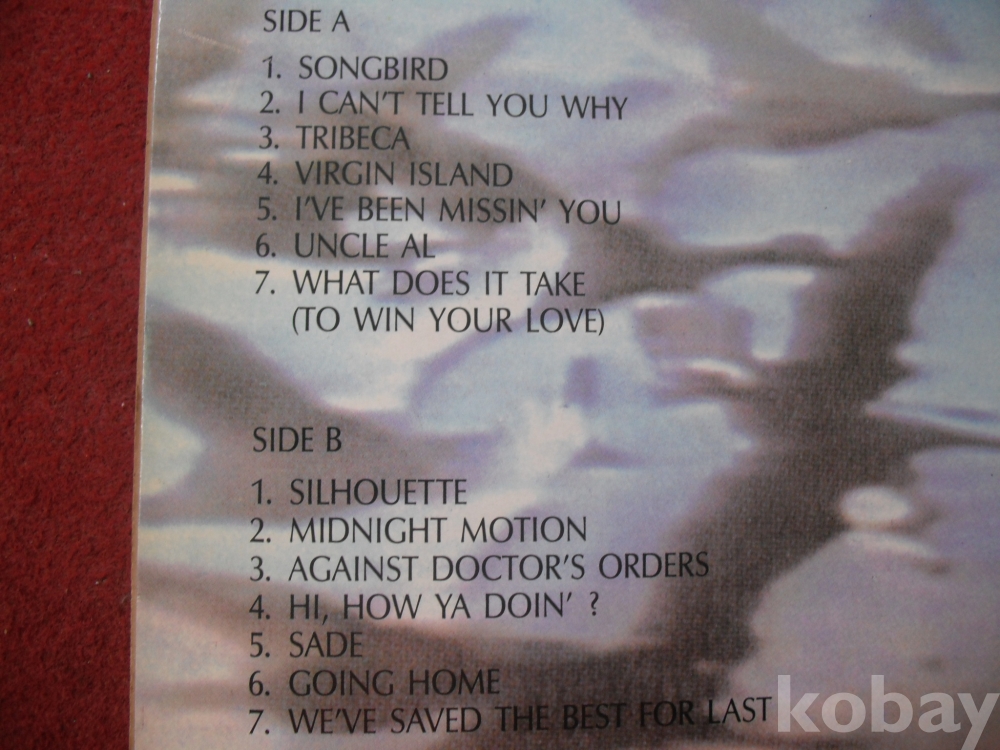 SIDE A
1. SONGBIRD
2. I CAN'T TELL YOU WHY
3. TRIBECA
4. VIRGIN ISLAND
5. I'VE BEEN MISSIN' YOU
6. UNCLE AL
7. WHAT DOES IT TAKE
(TO WIN YOUR LOVE)
SIDE B
1. SILHOUETTE
2. MIDNIGHT MOTION
3. AGAINST DOCTOR'S ORDERS
4. HI, HOW YA DOIN' ?
5. SADE
6. GOING HOME
7. WE'VE SAVED THE BEST FOR LAST
kobay